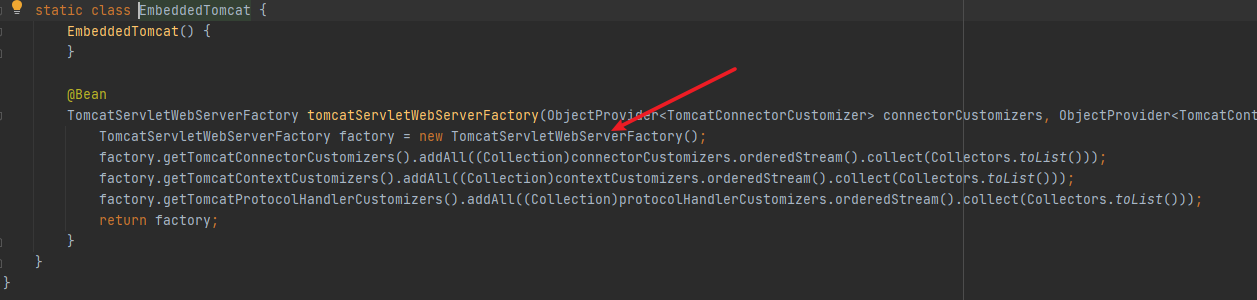 static class EmbeddedTomcat {
EmbeddedTomcat() {
}
@Bean
TomcatServletWebServerFactory tomcatServletWebServerFactory(ObjectProvider<TomcatConnectorCustomizer> connectorCustomizers, ObjectProvider<TomcatCont
TomcatServletWebServerFactory factory = new TomcatServletWebServerFactory();
factory.getTomcatConnectorCustomizers().addAll((Collection)connectorCustomizers.orderedStream().collect(Collectors.toList()));
factory.getTomcatContextCustomizers().addAll((Collection)contextCustomizers.orderedStream().collect(Collectors.toList()));
factory.getTomcatProtocolHandlerCustomizers().addAll((Collection)protocolHandlerCustomizers.orderedStream().collect(Collectors.toList()));
return factory;
}
}
}